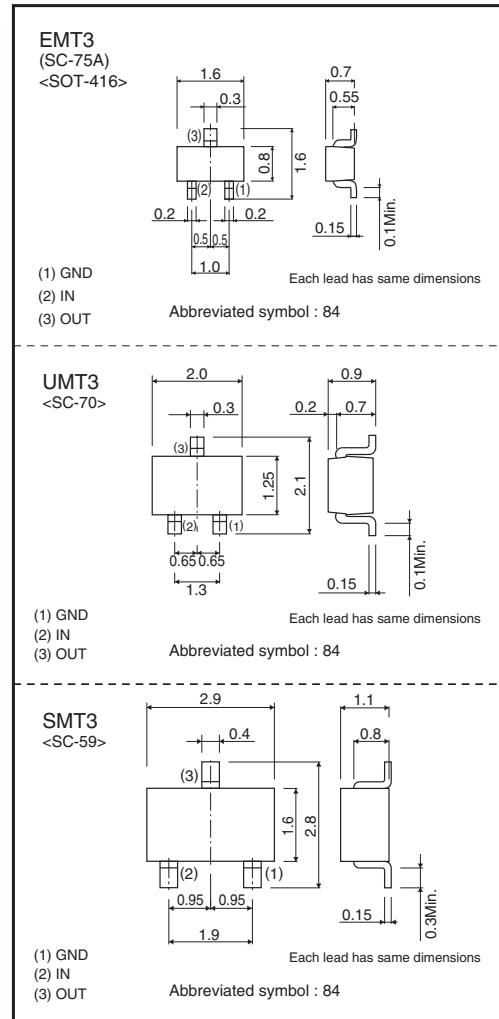 EMT3
(SC-75A)
<SOT-416>
1.6
0.3
(3)
0.8
1.6
(2)
(1)
0.2
0.2
0.5
0.5
1.0
0.7
0.55
0.15
0.1Min.
(1) GND
(2) IN
(3) OUT
Each lead has same dimensions
Abbreviated symbol : 84
UMT3
<SC-70>
2.0
0.3
(3)
1.25
2.1
(2)
(1)
0.65
0.65
1.3
0.9
0.2
0.7
0.15
0.1Min.
(1) GND
(2) IN
(3) OUT
Each lead has same dimensions
Abbreviated symbol : 84
SMT3
<SC-59>
2.9
0.4
(3)
1.6
2.8
(2)
(1)
0.95
0.95
1.9
1.1
0.8
0.15
0.3Min.
(1) GND
(2) IN
(3) OUT
Each lead has same dimensions
Abbreviated symbol : 84